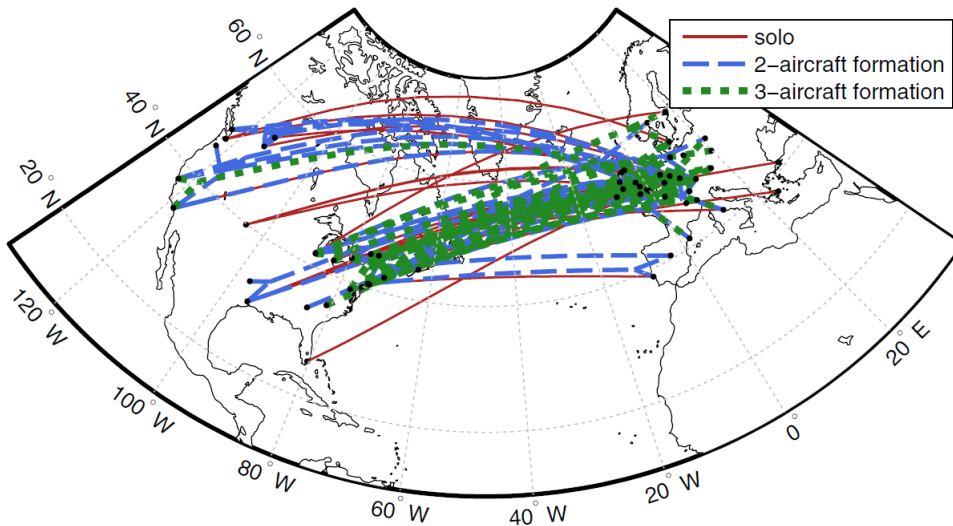 solo
2−aircraft formation
3−aircraft formation
60 ° N
40 ° N
20 ° N
120 ° W
100 ° W
80 ° W
60 ° W
40 ° W
20 ° W
0 °
20 ° E